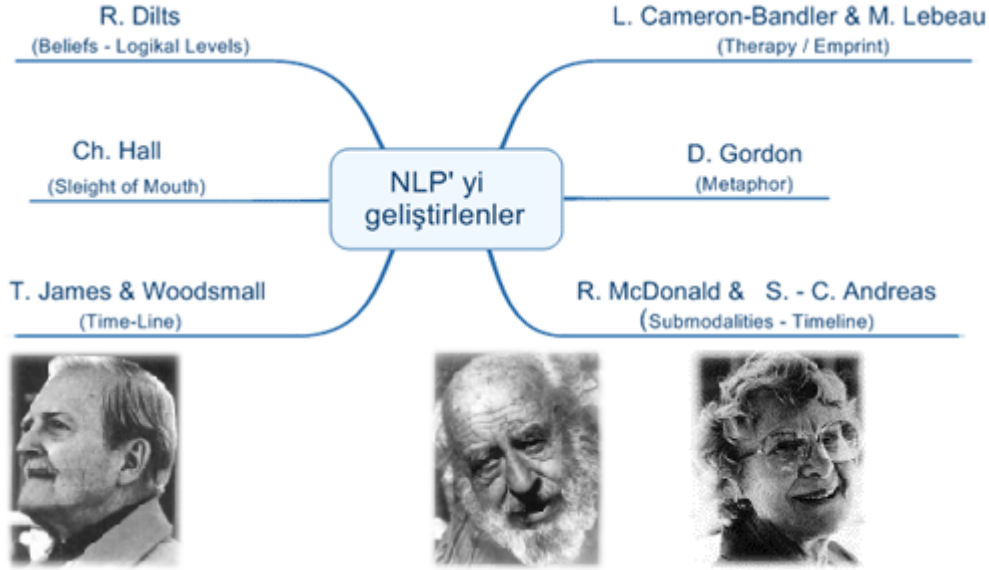 R. Dilts
(Beliefs - Logikal Levels)
L. Cameron-Bandler & M. Lebeau
(Therapy / Emprint)
Ch. Hall
(Sleight of Mouth)
NLP' yi
geliştirlenler
D. Gordon
(Metaphor)
T. James & Woodsmall
(Time-Line)
R. McDonald & S. - C. Andreas
(Submodalities - Timeline)